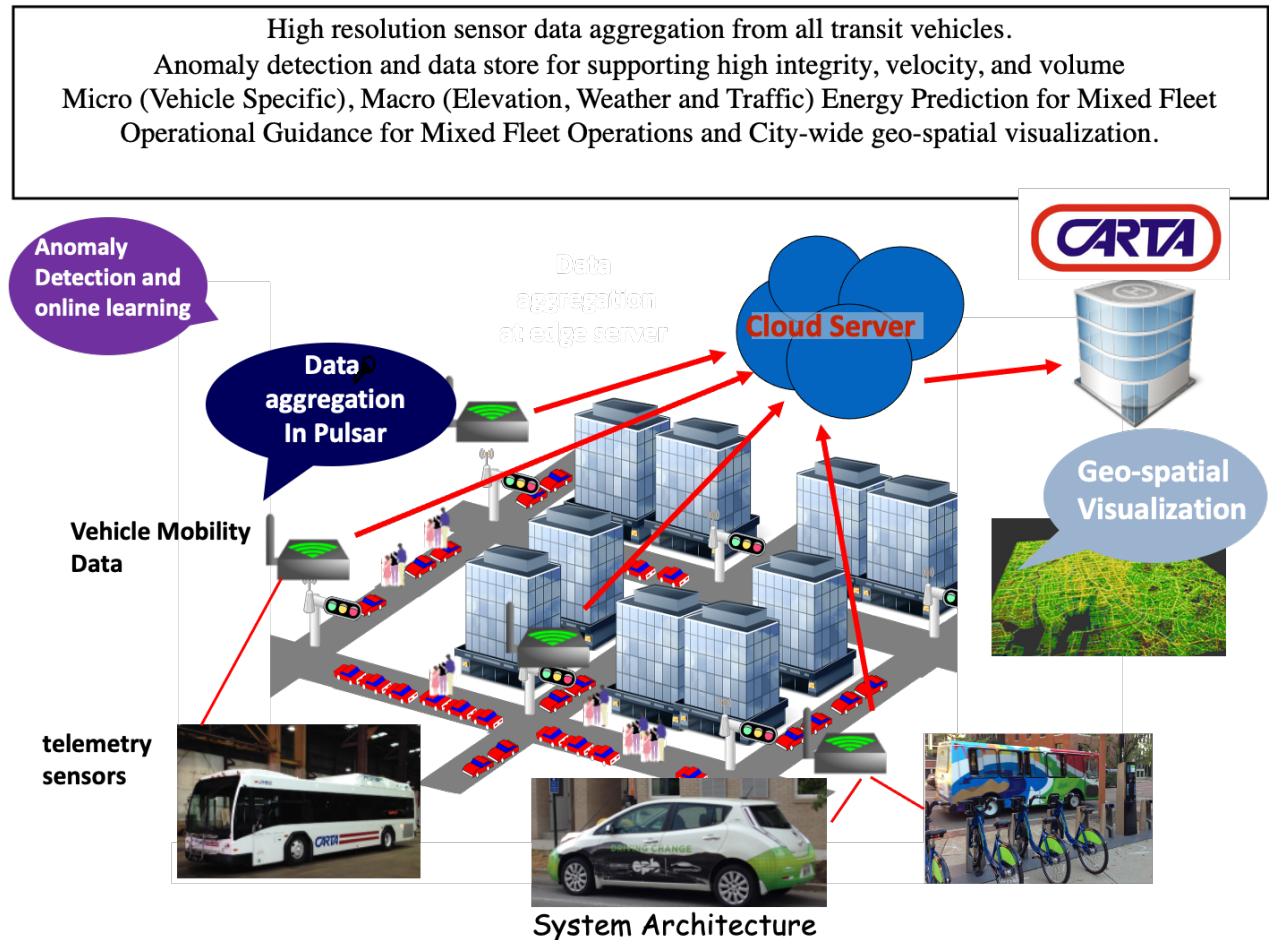 High resolution sensor data aggregation from all transit vehicles.
Anomaly detection and data store for supporting high integrity, velocity, and volume
Micro (Vehicle Specific), Macro (Elevation, Weather and Traffic) Energy Prediction for Mixed Fleet
Operational Guidance for Mixed Fleet Operations and City-wide geo-spatial visualization.
CARTA
Anomaly
Detection and
online learning
Data
aggregation
at edge server
Cloud Server
Data
aggregation
In Pulsar
Geo-spatial
Visualization
Vehicle Mobility
Data
telemetry
sensors
CARTA
DRIVING CHANGE
epb
System Architecture